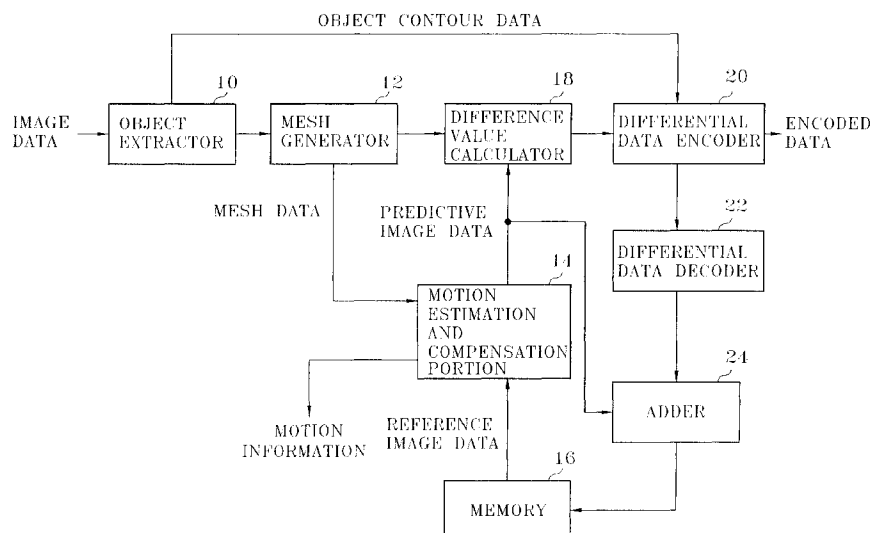 OBJECT CONTOUR DATA
10
12
18
20
IMAGE
DATA
OBJECT
EXTRACTOR
MESH
GENERATOR
DIFFERENCE
VALUE
CALCULATOR
DIFFERENTIAL
DATA ENCODER
ENCODED
DATA
MESH DATA
PREDICTIVE
IMAGE DATA
22
DIFFERENTIAL
DATA DECODER
14
MOTION
ESTIMATION
AND
COMPENSATION
PORTION
24
ADDER
MOTION
INFORMATION
REFERENCE
IMAGE DATA
16
MEMORY